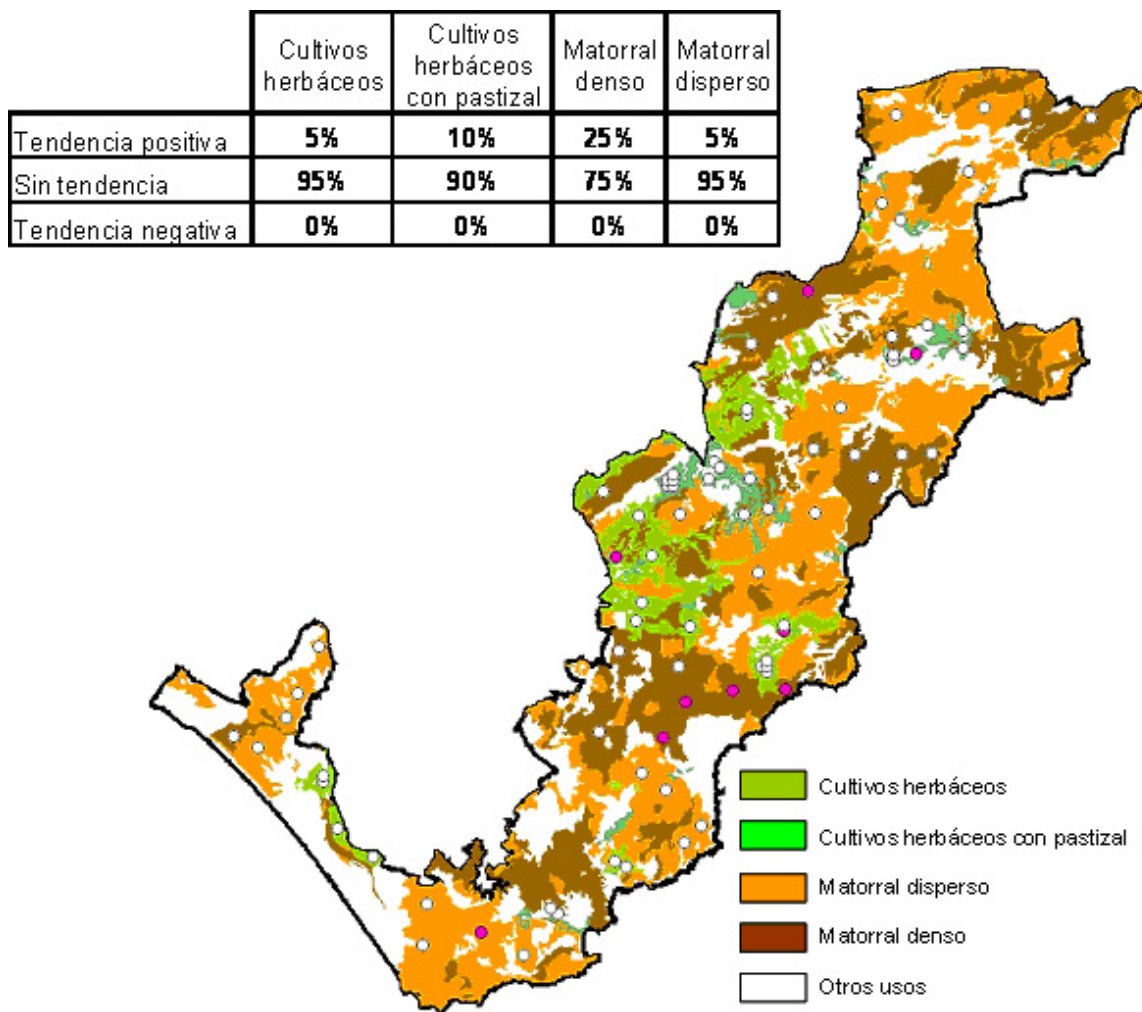 Cultivos herbáceos
Cultivos herbáceos con pastizal
Matorral denso
Matorral disperso
Tendencia positiva 5% 10% 25% 5%
Sin tendencia 95% 90% 75% 95%
Tendencia negativa 0% 0% 0% 0%
Cultivos herbáceos
Cultivos herbáceos con pastizal
Matorral disperso
Matorral denso
Otros usos